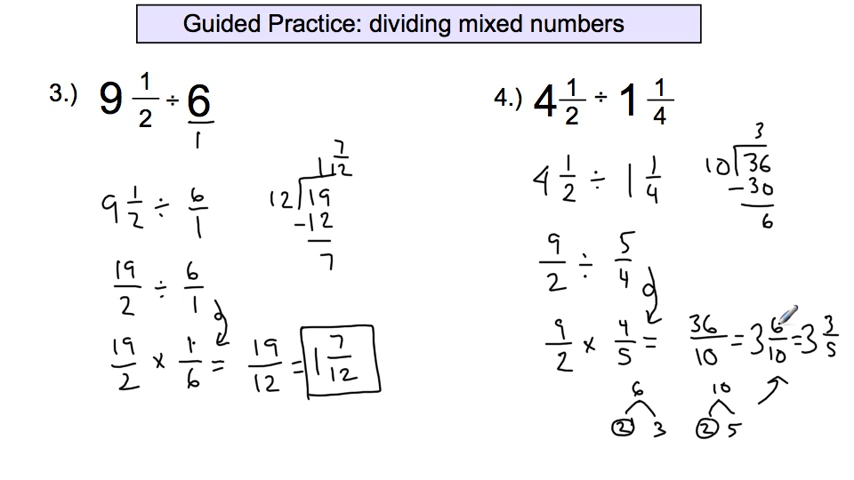 Guided Practice: dividing mixed numbers
3.) 9 1/2 ÷ 6/1
9 1/2 ÷ 6/1
19/2 ÷ 6/1
19/2 × 1/6 = 19/12 = 1 7/12
1 7/12
12 19
-12
7
4.) 4 1/2 ÷ 1 1/4
4 1/2 ÷ 1 1/4
9/2 ÷ 5/4
9/2 × 4/5 = 36/10 = 3 6/10 = 3 3/5
3
10 36
-30
6
6
2 3
10
2 5